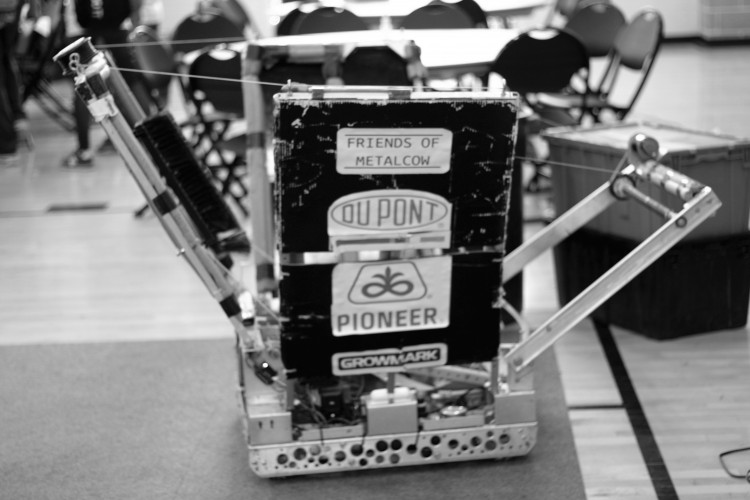 FRIENDS OF
METALCOW
DU PONT
PIONEER
GROWMARK